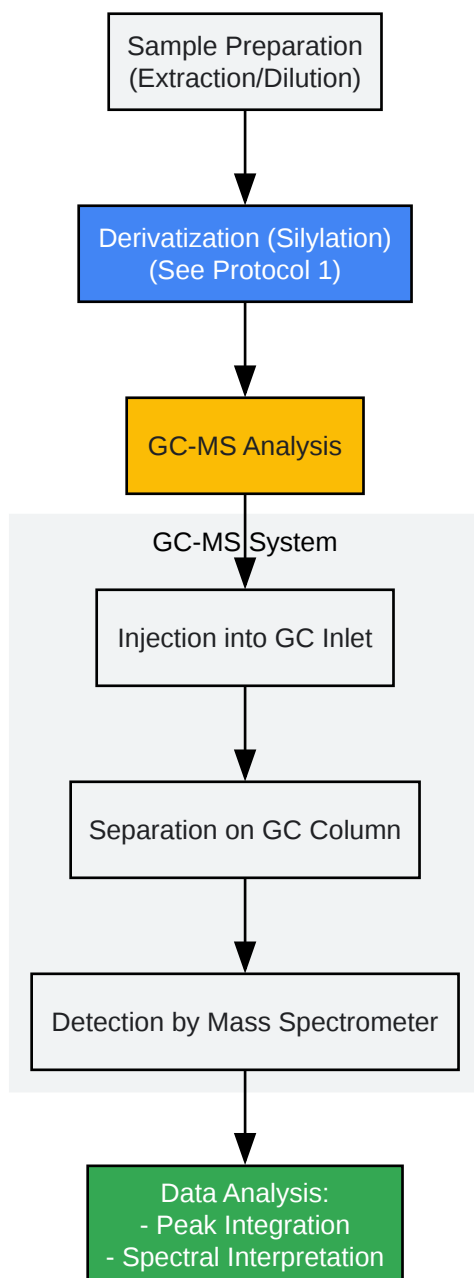 Sample Preparation
(Extraction/Dilution)
Derivatization (Silylation)
(See Protocol 1)
GC-MS Analysis
GC-MS System
Injection into GC Inlet
Separation on GC Column
Detection by Mass Spectrometer
Data Analysis:
- Peak Integration
- Spectral Interpretation